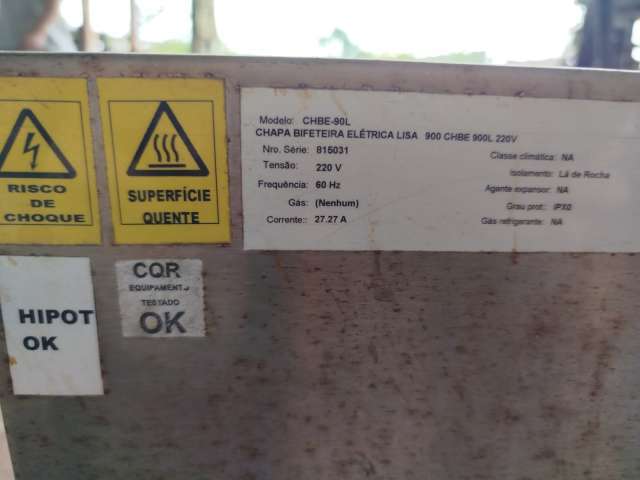 RISCO
DE
CHOQUE
SUPERFÍCIE
QUENTE
Modelo: CHBE-90L
CHAPA BIFETEIRA ELÉTRICA LISA 900 CHBE 900L 220V
Nro. Série: 815031
Tensão: 220 V
Frequência: 60 Hz
Gás: (Nenhum)
Corrente:: 27.27 A
Classe climática: NA
Isolamento: Lã de Rocha
Agente expansor: NA
Grau prot:: IPX0
Gás refrigerante: NA
HIPOT
OK
CQR
EQUIPAMENTO
TESTADO
OK